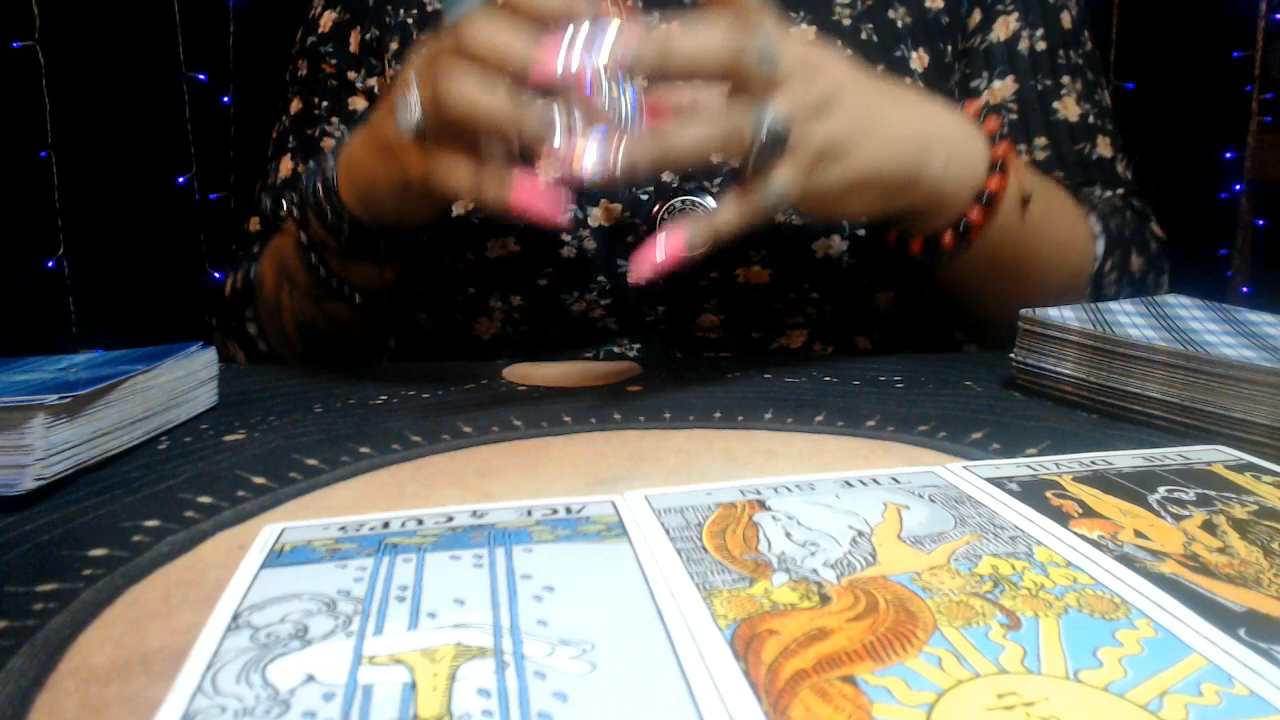 ACE of CUPS.
THE SUN.
THE DEVIL.